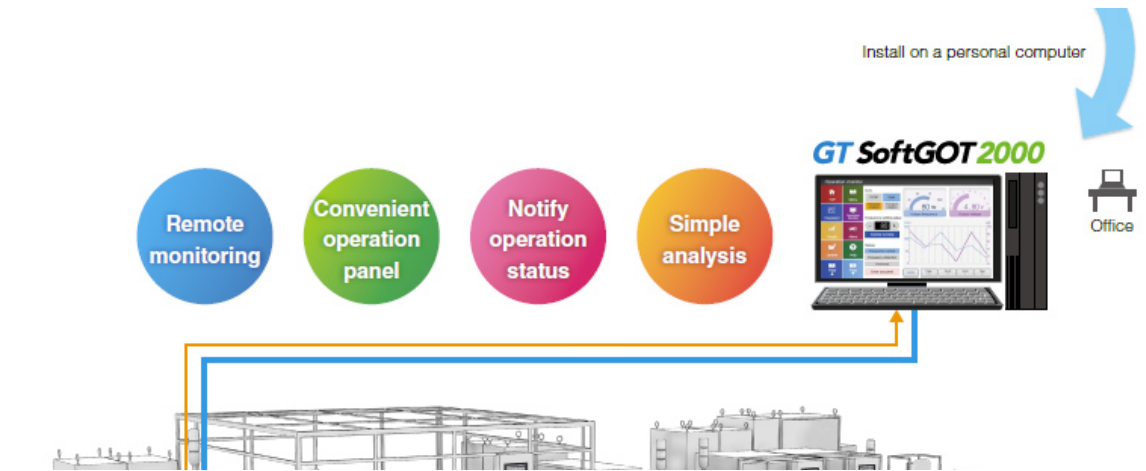 Install on a personal computer
GT SoftGOT2000
Remote
monitoring
Convenient
operation
panel
Notify
operation
status
Simple
analysis
Office